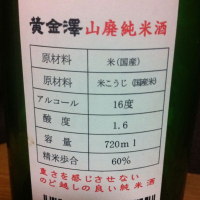 黄金澤 山廃純米酒
原材料 米(国産)
原材料 米こうじ(国産米)
アルコール 16度
酸度 1.6
容量 720ml
精米歩合 60%
重さを感じさせない
のど越しの良い純米酒